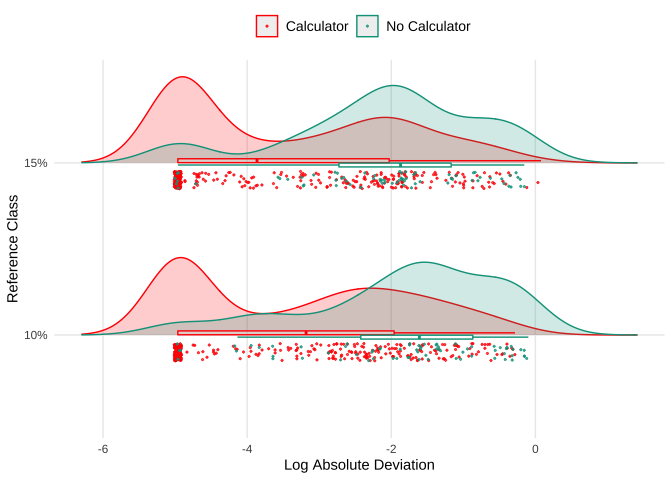 Calculator No Calculator
15%
Reference Class
10%
-6 -4 -2 0
Log Absolute Deviation